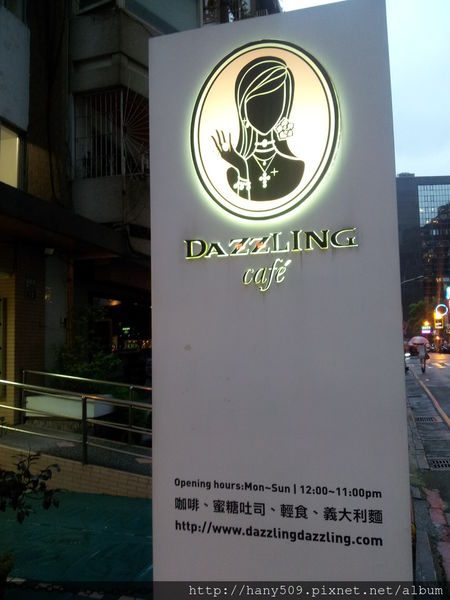 DAZZLING
café
Opening hours:Mon~Sun | 12:00~11:00pm
咖啡、蜜糖吐司、輕食、義大利麵
http://www.dazzlingdazzling.com
http://hany509.pixnet.net/album